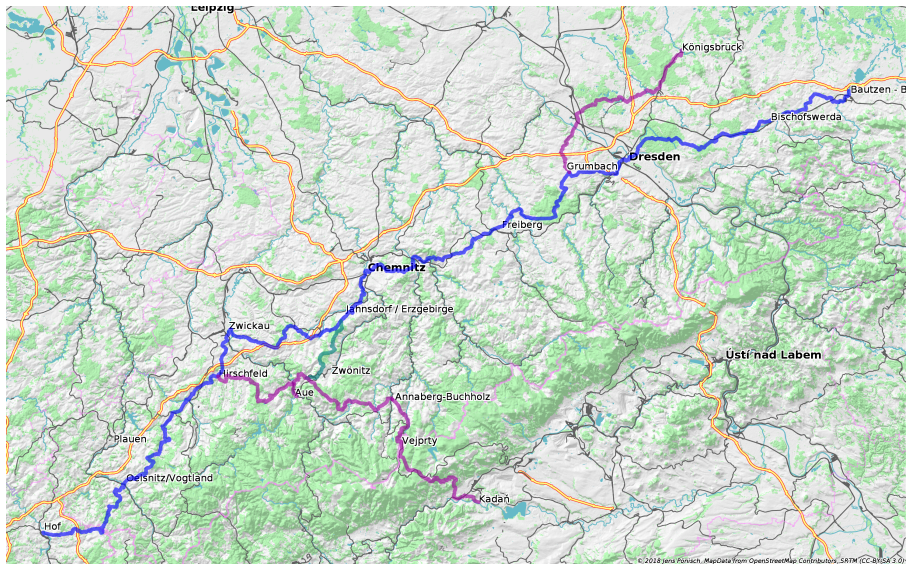 Leipzig
Königsbrück
Bautzen - B
Bischofswerda
Dresden
Grumbach
Freiberg
Chemnitz
Jahnsdorf / Erzgebirge
Zwickau
Ústí nad Labem
Hirschfeld
Zwönitz
Aue
Annaberg-Buchholz
Plauen
Vejprty
Oelsnitz/Vogtland
Kadaň
Hof
© 2018 Jens Pönisch, MapData from OpenStreetMap Contributors, SRTM (CC-BY-SA 3.0)